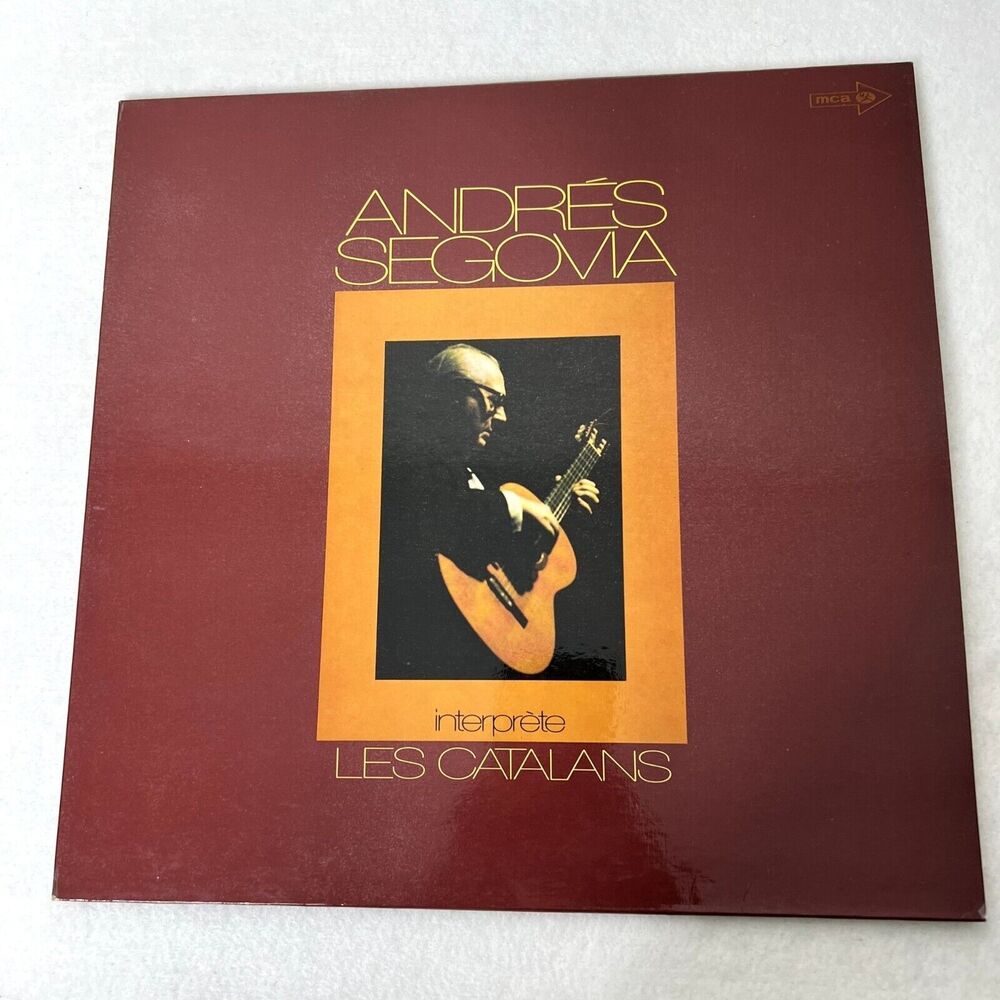 mca
ANDRÉS
SEGOVIA
interprète
LES CATALANS